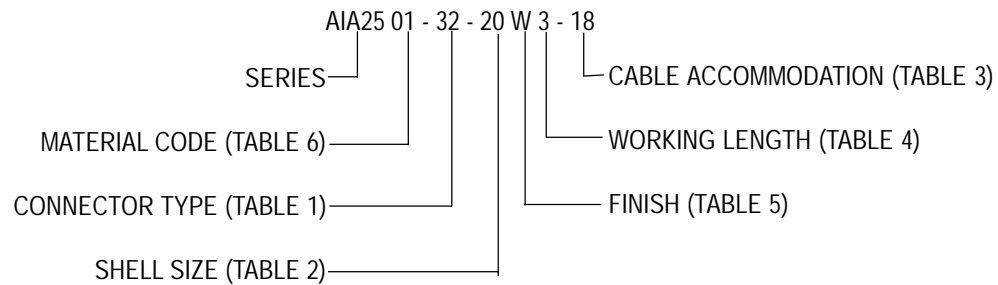 AIA25 01 - 32 - 20 W 3 - 18
SERIES
CABLE ACCOMMODATION (TABLE 3)
MATERIAL CODE (TABLE 6)
WORKING LENGTH (TABLE 4)
CONNECTOR TYPE (TABLE 1)
FINISH (TABLE 5)
SHELL SIZE (TABLE 2)